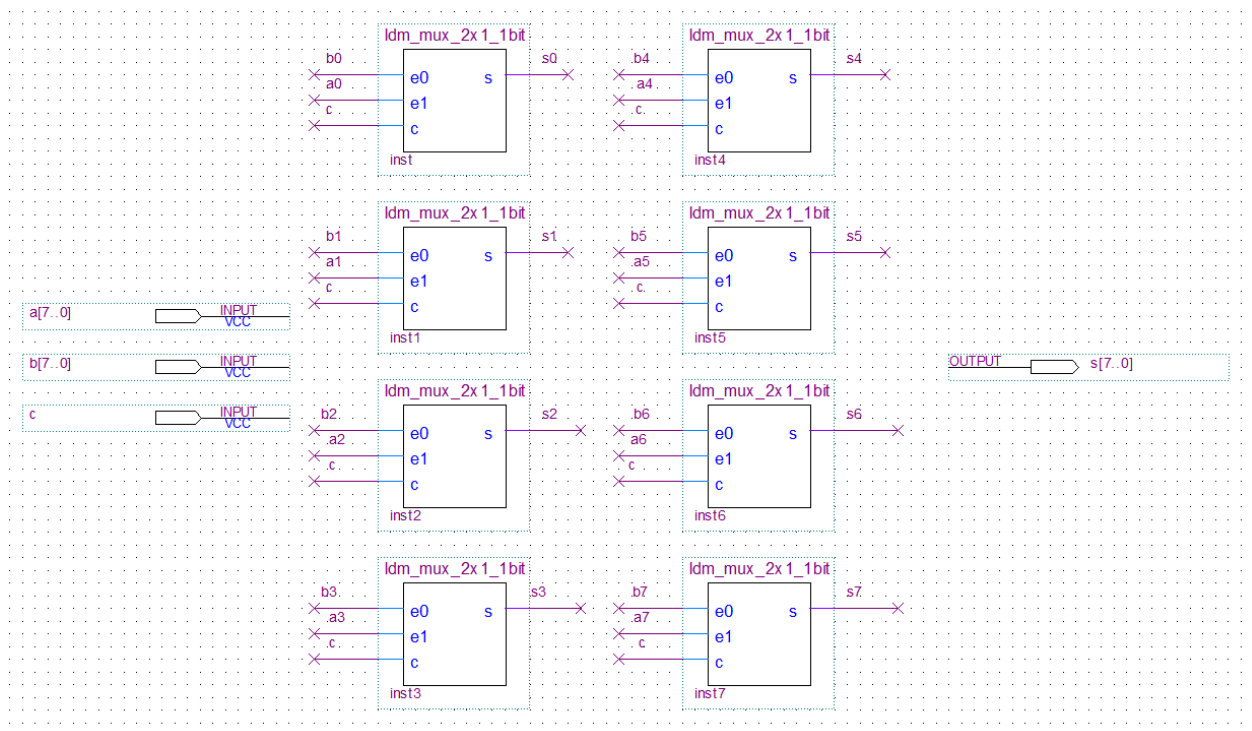 ldm_mux_2x1_1bit
b0
a0
c
e0
e1
c
s
s0
inst
ldm_mux_2x1_1bit
b4
a4
c
e0
e1
c
s
s4
inst4
ldm_mux_2x1_1bit
b1
a1
c
e0
e1
c
s
s1
inst1
ldm_mux_2x1_1bit
b5
a5
c
e0
e1
c
s
s5
inst5
a[7..0]
INPUT
VCC
b[7..0]
INPUT
VCC
c
INPUT
VCC
OUTPUT
s[7..0]
ldm_mux_2x1_1bit
b2
a2
c
e0
e1
c
s
s2
inst2
ldm_mux_2x1_1bit
b6
a6
c
e0
e1
c
s
s6
inst6
ldm_mux_2x1_1bit
b3
a3
c
e0
e1
c
s
s3
inst3
ldm_mux_2x1_1bit
b7
a7
c
e0
e1
c
s
s7
inst7